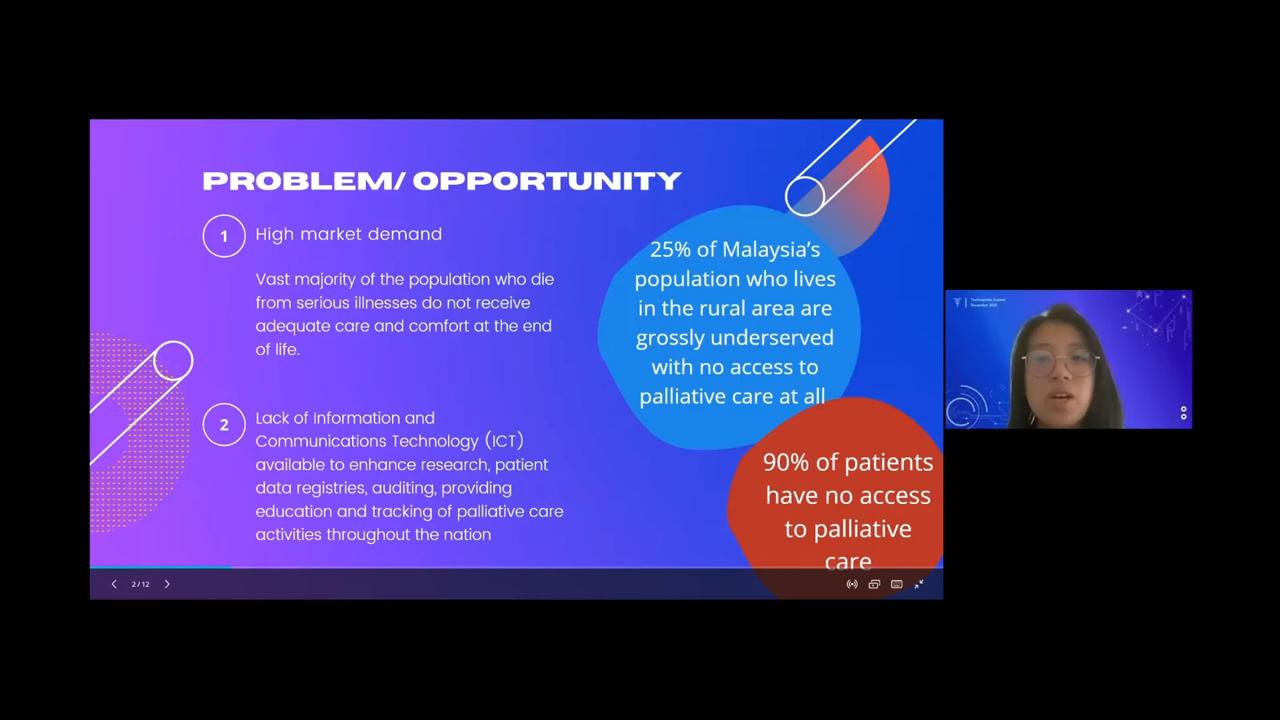 PROBLEM/ OPPORTUNITY
1
High market demand
Vast majority of the population who die
from serious illnesses do not receive
adequate care and comfort at the end
of life.
2
Lack of Information and
Communications Technology (ICT)
available to enhance research, patient
data registries, auditing, providing
education and tracking of palliative care
activities throughout the nation
25% of Malaysia's
population who lives
in the rural area are
grossly underserved
with no access to
palliative care at all
90% of patients
have no access
to palliative
care
2/12
Technophile Summit
November 2021